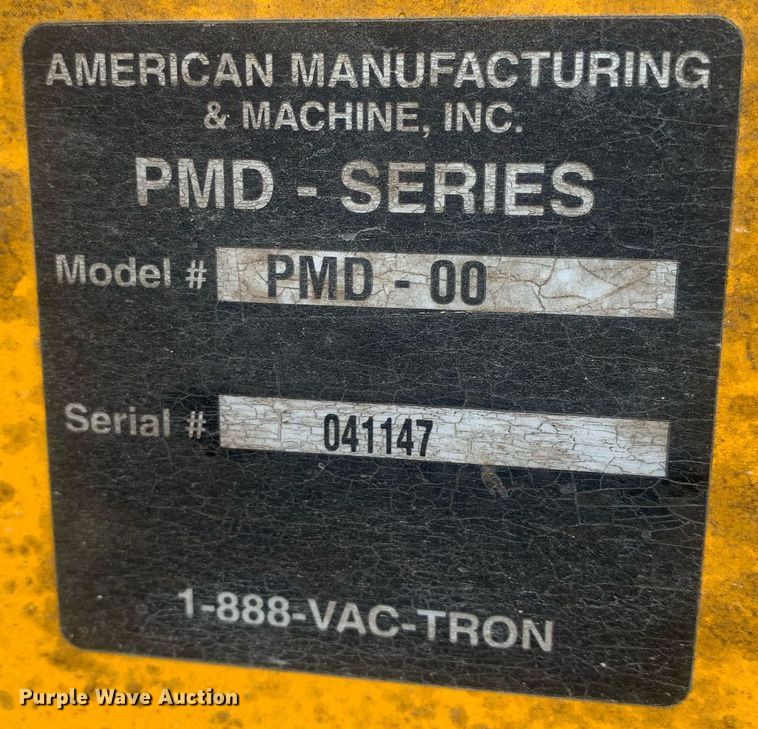 AMERICAN MANUFACTURING
& MACHINE, INC.
PMD - SERIES
Model # PMD - 00
Serial # 041147
1-888-VAC-TRON
Purple Wave Auction